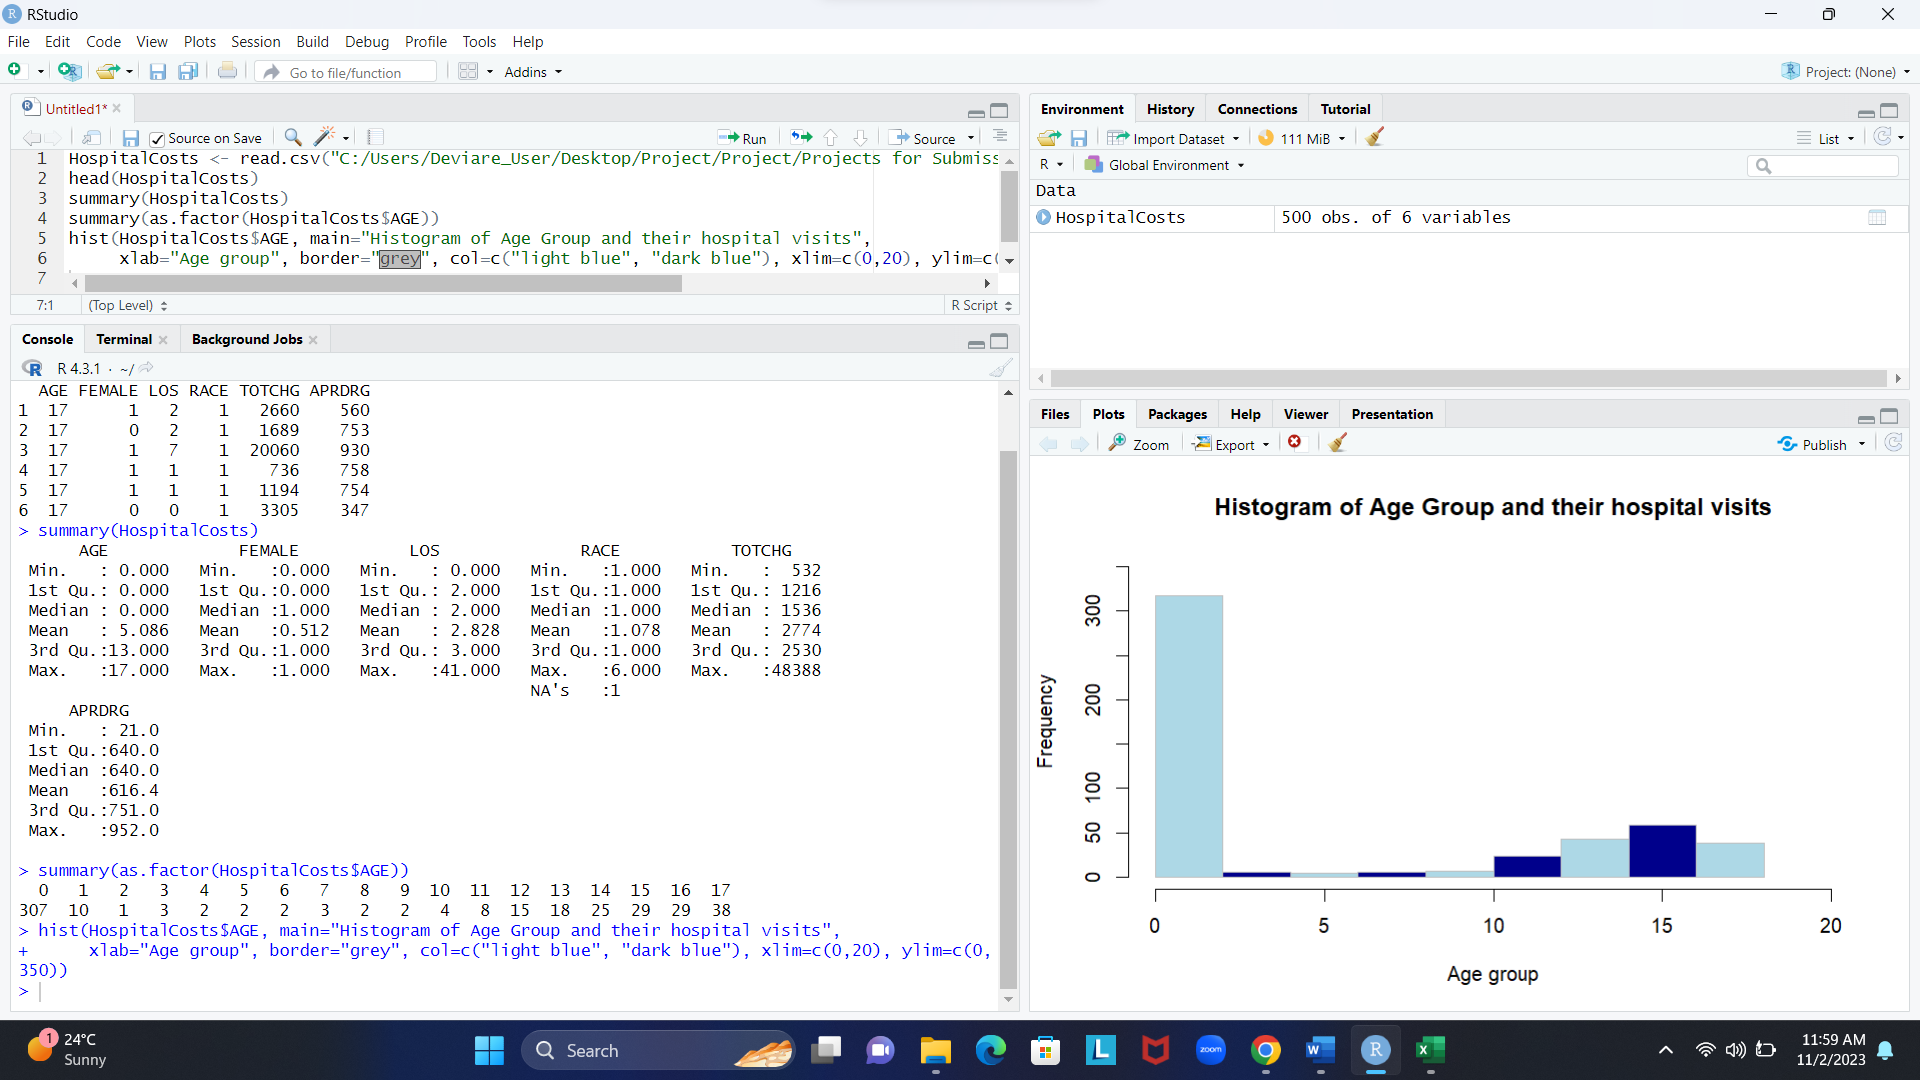 RStudio
File Edit Code View Plots Session Build Debug Profile Tools Help
Go to file/function Addins Project: (None)
Untitled1*
Source on Save Run Source
1 HospitalCosts <- read.csv("C:/Users/Deviare_User/Desktop/Project/Project/Projects for Submiss
2 head(HospitalCosts)
3 summary(HospitalCosts)
4 summary(as.factor(HospitalCosts$AGE))
5 hist(HospitalCosts$AGE, main="Histogram of Age Group and their hospital visits",
6 xlab="Age group", border="grey", col=c("light blue", "dark blue"), xlim=c(0,20), ylim=c(
7
7:1 (Top Level) R Script
Console Terminal Background Jobs
R 4.3.1 · ~/
AGE FEMALE LOS RACE TOTCHG APRDRG
1 17 1 2 1 2660 560
2 17 0 2 1 1689 753
3 17 1 7 1 20060 930
4 17 1 1 1 736 758
5 17 1 1 1 1194 754
6 17 0 0 1 3305 347
> summary(HospitalCosts)
AGE FEMALE LOS RACE TOTCHG
Min. : 0.000 Min. :0.000 Min. : 0.000 Min. :1.000 Min. : 532
1st Qu.: 0.000 1st Qu.:0.000 1st Qu.: 2.000 1st Qu.:1.000 1st Qu.: 1216
Median : 0.000 Median :1.000 Median : 2.000 Median :1.000 Median : 1536
Mean : 5.086 Mean :0.512 Mean : 2.828 Mean :1.078 Mean : 2774
3rd Qu.:13.000 3rd Qu.:1.000 3rd Qu.: 3.000 3rd Qu.:1.000 3rd Qu.: 2530
Max. :17.000 Max. :1.000 Max. :41.000 Max. :6.000 Max. :48388
NA's :1
APRDRG
Min. : 21.0
1st Qu.:640.0
Median :640.0
Mean :616.4
3rd Qu.:751.0
Max. :952.0
> summary(as.factor(HospitalCosts$AGE))
0 1 2 3 4 5 6 7 8 9 10 11 12 13 14 15 16 17
307 10 1 3 2 2 2 3 2 2 4 8 15 18 25 29 29 38
> hist(HospitalCosts$AGE, main="Histogram of Age Group and their hospital visits",
+ xlab="Age group", border="grey", col=c("light blue", "dark blue"), xlim=c(0,20), ylim=c(0,
350))
>
Environment History Connections Tutorial
Import Dataset 111 MiB List
R Global Environment
Data
HospitalCosts 500 obs. of 6 variables
Files Plots Packages Help Viewer Presentation
Zoom Export Publish
Histogram of Age Group and their hospital visits
Frequency
300
200
100
50
0
0 5 10 15 20
Age group
1
24°C
Sunny
Search
L
zoom
W
R
X
11:59 AM
11/2/2023